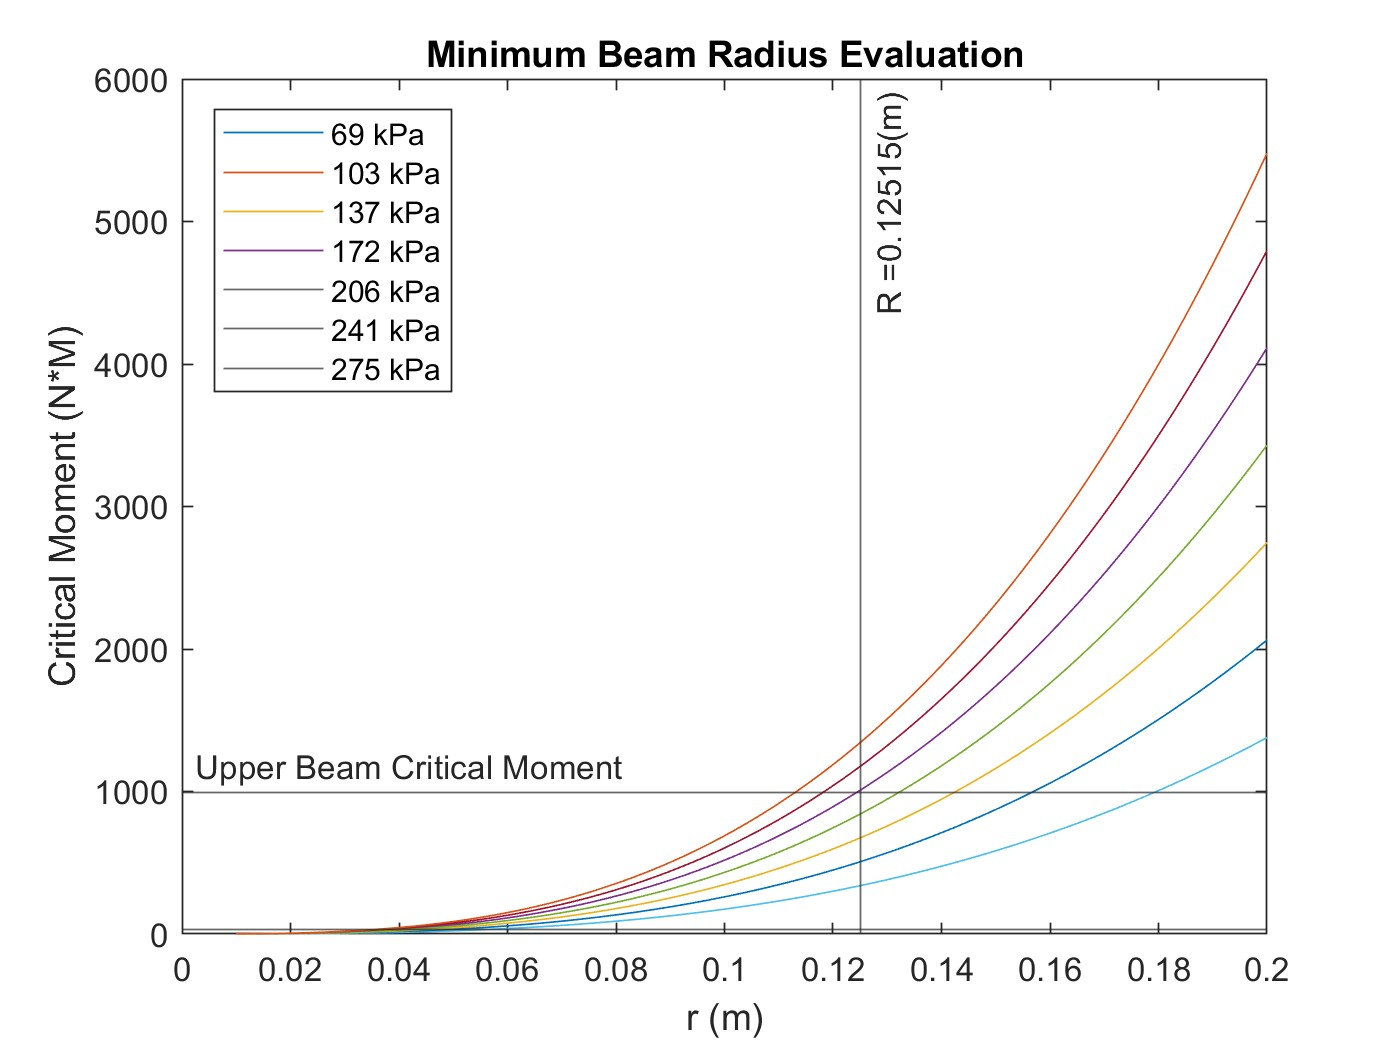 Minimum Beam Radius Evaluation
6000
5000
4000
3000
2000
1000
0
Critical Moment (N*M)
69 kPa
103 kPa
137 kPa
172 kPa
206 kPa
241 kPa
275 kPa
R =0.12515(m)
Upper Beam Critical Moment
0 0.02 0.04 0.06 0.08 0.1 0.12 0.14 0.16 0.18 0.2
r (m)